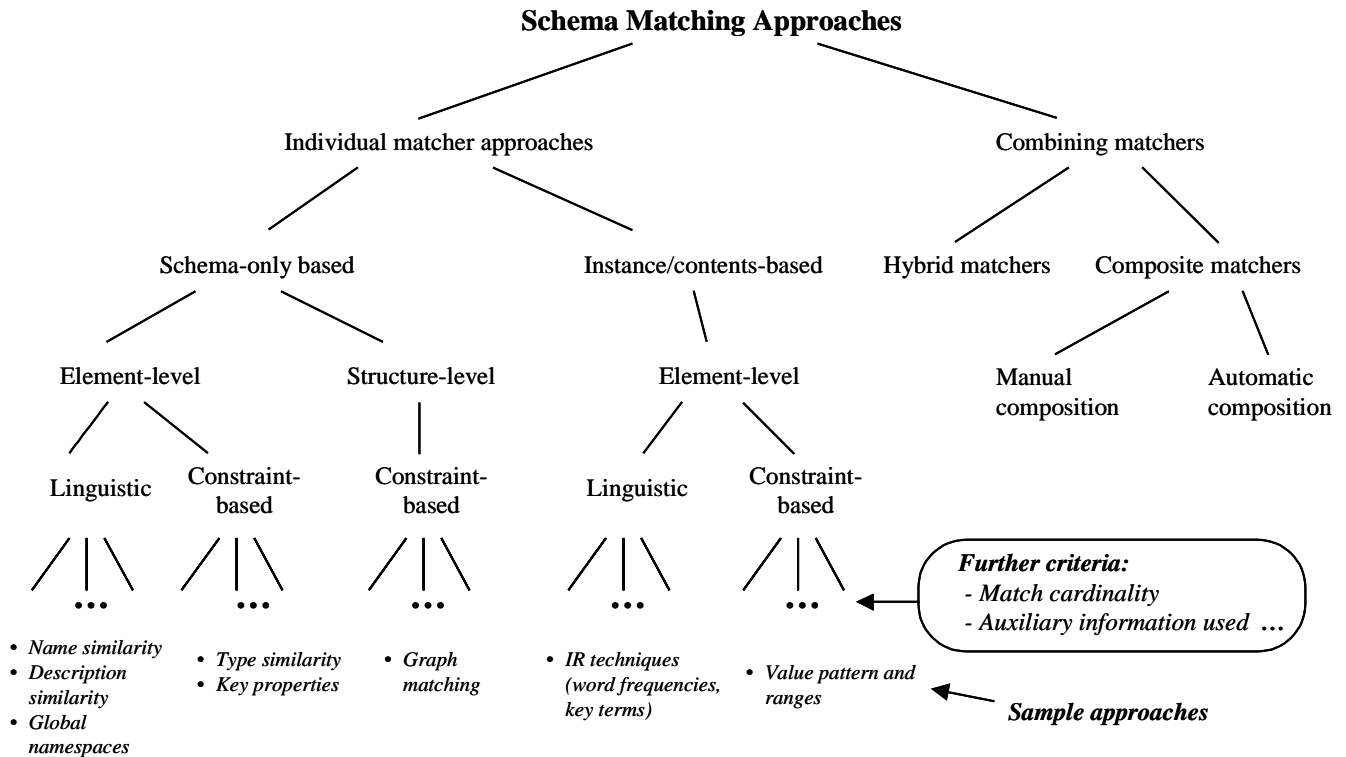 Schema Matching Approaches
Individual matcher approaches
Combining matchers
Schema-only based
Instance/contents-based
Hybrid matchers
Composite matchers
Element-level
Structure-level
Element-level
Manual
composition
Automatic
composition
Linguistic
Constraint-
based
Constraint-
based
Linguistic
Constraint-
based
Further criteria:
- Match cardinality
- Auxiliary information used ...
•••
•••
•••
•••
•••
• Name similarity
• Description
similarity
• Global
namespaces
• Type similarity
• Key properties
• Graph
matching
• IR techniques
(word frequencies,
key terms)
• Value pattern and
ranges
Sample approaches